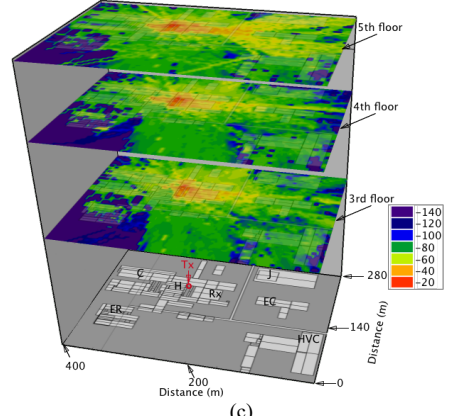 5th floor
4th floor
3rd floor
-140
-120
-100
-80
-60
-40
-20
Tx
C
H
J
Rx
ER
EC
HVC
280
140
0
Distance (m)
400
200
Distance (m)
(c)